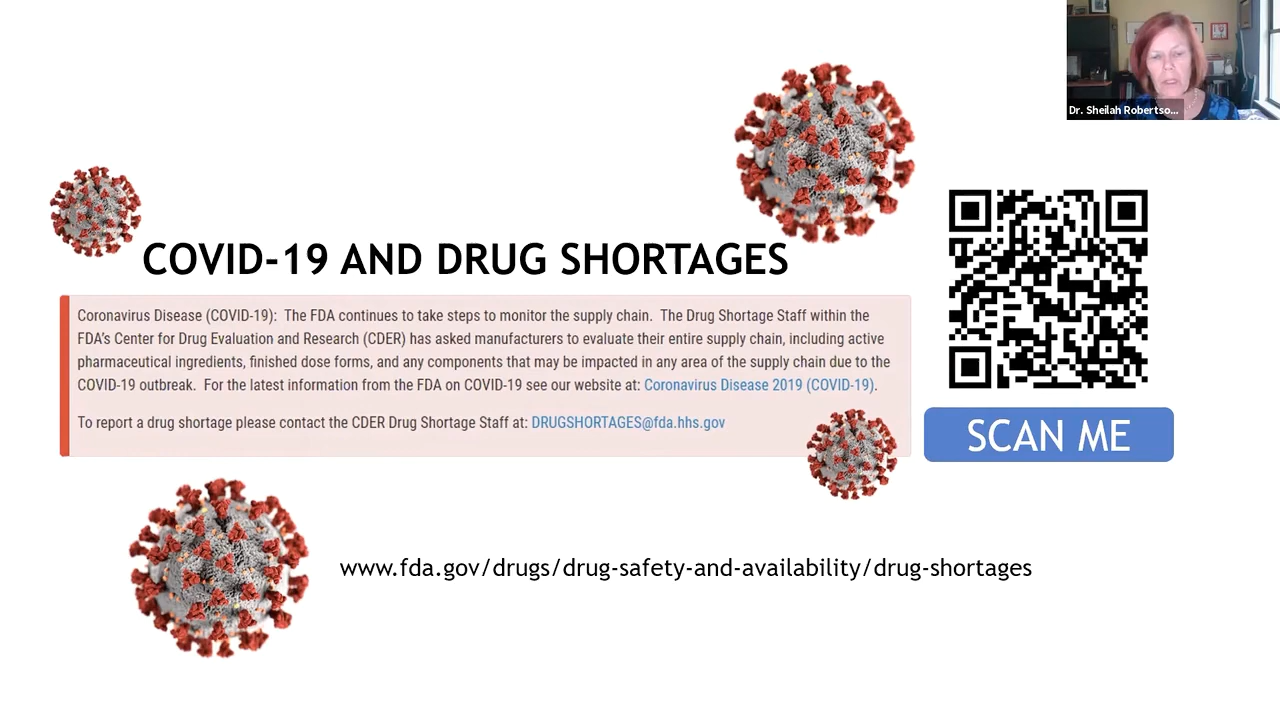 Dr. Sheilah Robertso...
COVID-19 AND DRUG SHORTAGES
Coronavirus Disease (COVID-19): The FDA continues to take steps to monitor the supply chain. The Drug Shortage Staff within the
FDA's Center for Drug Evaluation and Research (CDER) has asked manufacturers to evaluate their entire supply chain, including active
pharmaceutical ingredients, finished dose forms, and any components that may be impacted in any area of the supply chain due to the
COVID-19 outbreak. For the latest information from the FDA on COVID-19 see our website at: Coronavirus Disease 2019 (COVID-19).
To report a drug shortage please contact the CDER Drug Shortage Staff at: DRUGSHORTAGES@fda.hhs.gov
SCAN ME
www.fda.gov/drugs/drug-safety-and-availability/drug-shortages